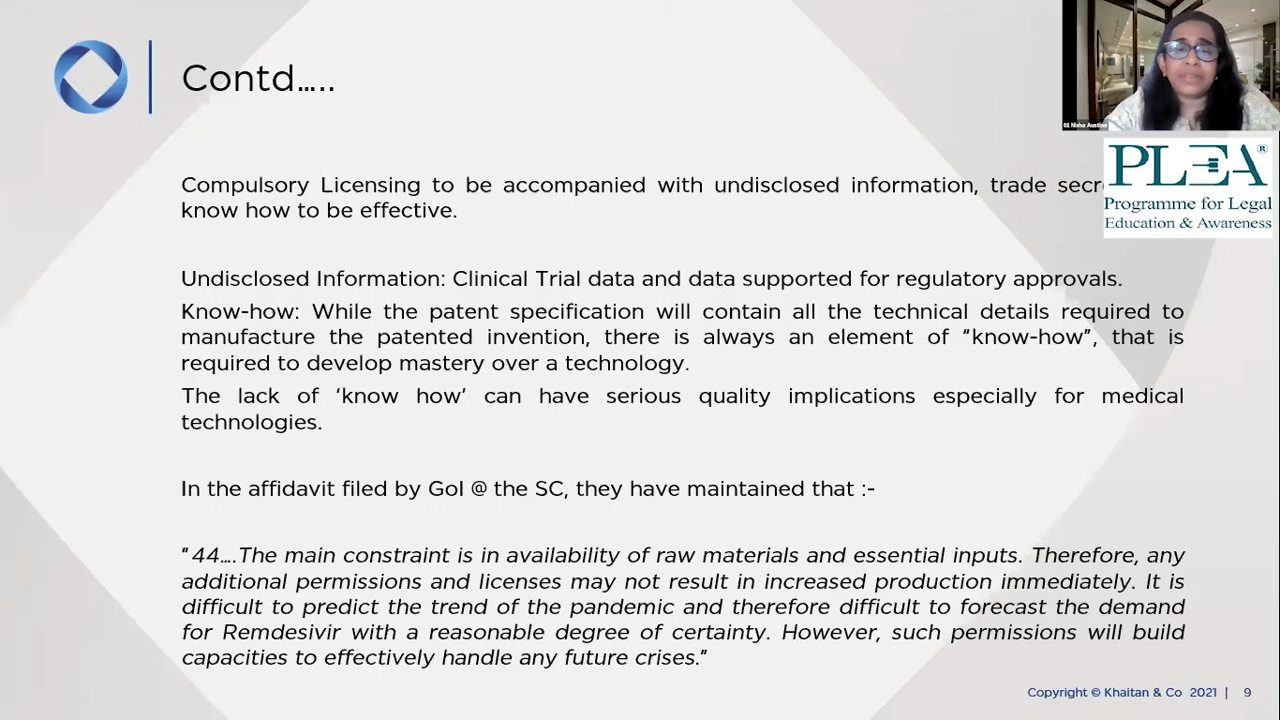 Contd…..
Compulsory Licensing to be accompanied with undisclosed information, trade
know how to be effective.
Undisclosed Information: Clinical Trial data and data supported for regulatory approvals.
Know-how: While the patent specification will contain all the technical details required to
manufacture the patented invention, there is always an element of “know-how”, that is
required to develop mastery over a technology.
The lack of ‘know how’ can have serious quality implications especially for medical
technologies.
In the affidavit filed by GoI @ the SC, they have maintained that :-
“44….The main constraint is in availability of raw materials and essential inputs. Therefore, any
additional permissions and licenses may not result in increased production immediately. It is
difficult to predict the trend of the pandemic and therefore difficult to forecast the demand
for Remdesivir with a reasonable degree of certainty. However, such permissions will build
capacities to effectively handle any future crises.”
Copyright © Khaitan & Co 2021 | 9
Nisha Austine
PLEA®
Programme for Legal
Education & Awareness